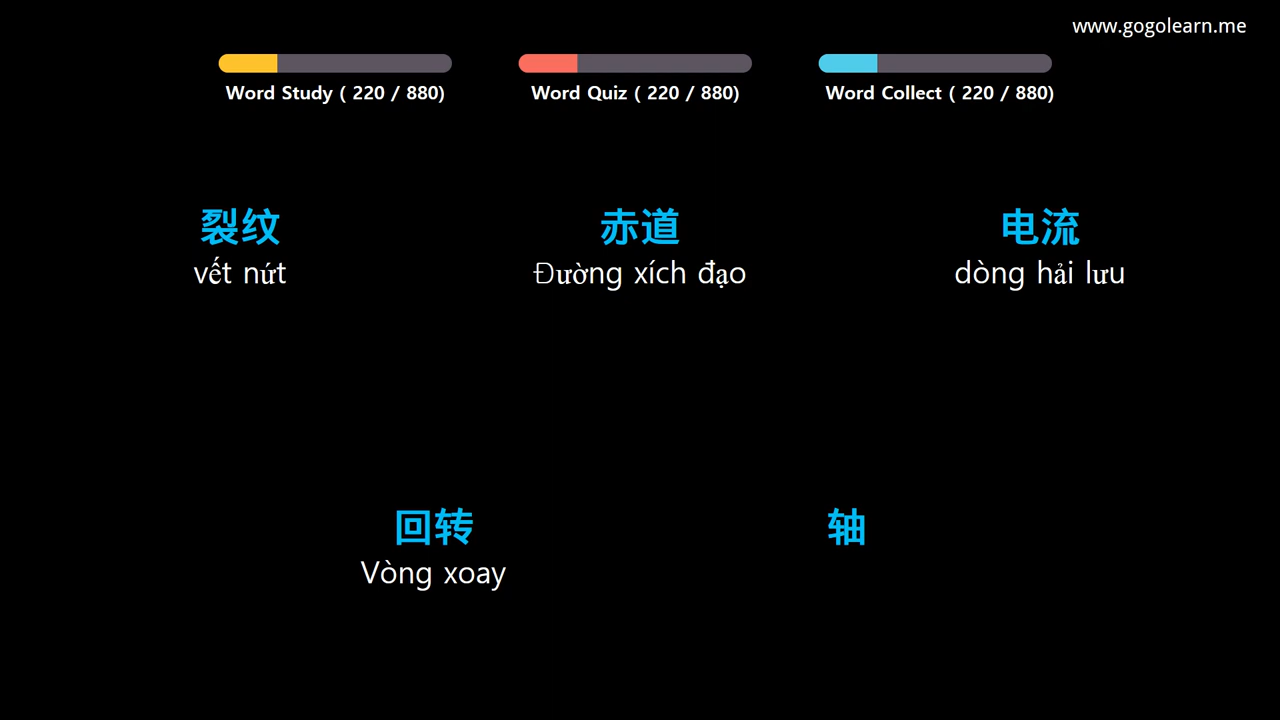 www.gogolearn.me
Word Study ( 220 / 880)
Word Quiz ( 220 / 880)
Word Collect ( 220 / 880)
裂纹
vết nứt
赤道
Đường xích đạo
电流
dòng hải lưu
回转
Vòng xoay
轴